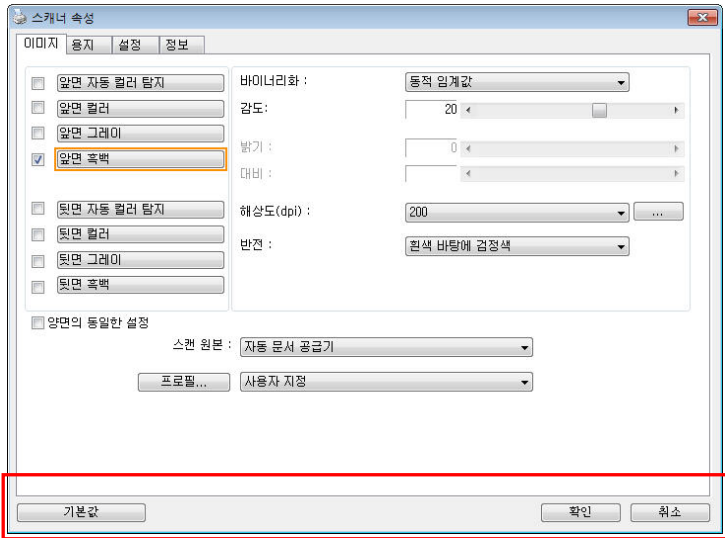 스캐너 속성
이미지 용지 설정 정보
앞면 자동 컬러 탐지
앞면 컬러
앞면 그레이
앞면 흑백
뒷면 자동 컬러 탐지
뒷면 컬러
뒷면 그레이
뒷면 흑백
바이너리화 : 동적 임계값
감도: 20
밝기 : 0
대비 :
해상도(dpi) : 200 ...
반전 : 흰색 바탕에 검정색
양면의 동일한 설정
스캔 원본 : 자동 문서 공급기
프로필... 사용자 지정
기본값 확인 취소